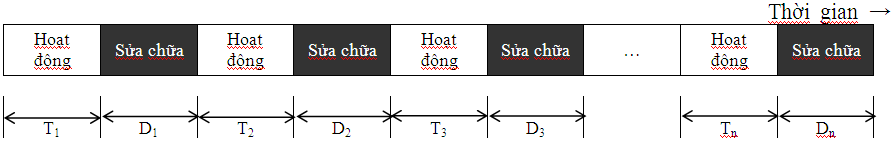 Thời gian →
Hoạt động Sửa chữa Hoạt động Sửa chữa Hoạt động Sửa chữa ... Hoạt động Sửa chữa
T₁ D₁ T₂ D₂ T₃ D₃ Tₙ Dₙ